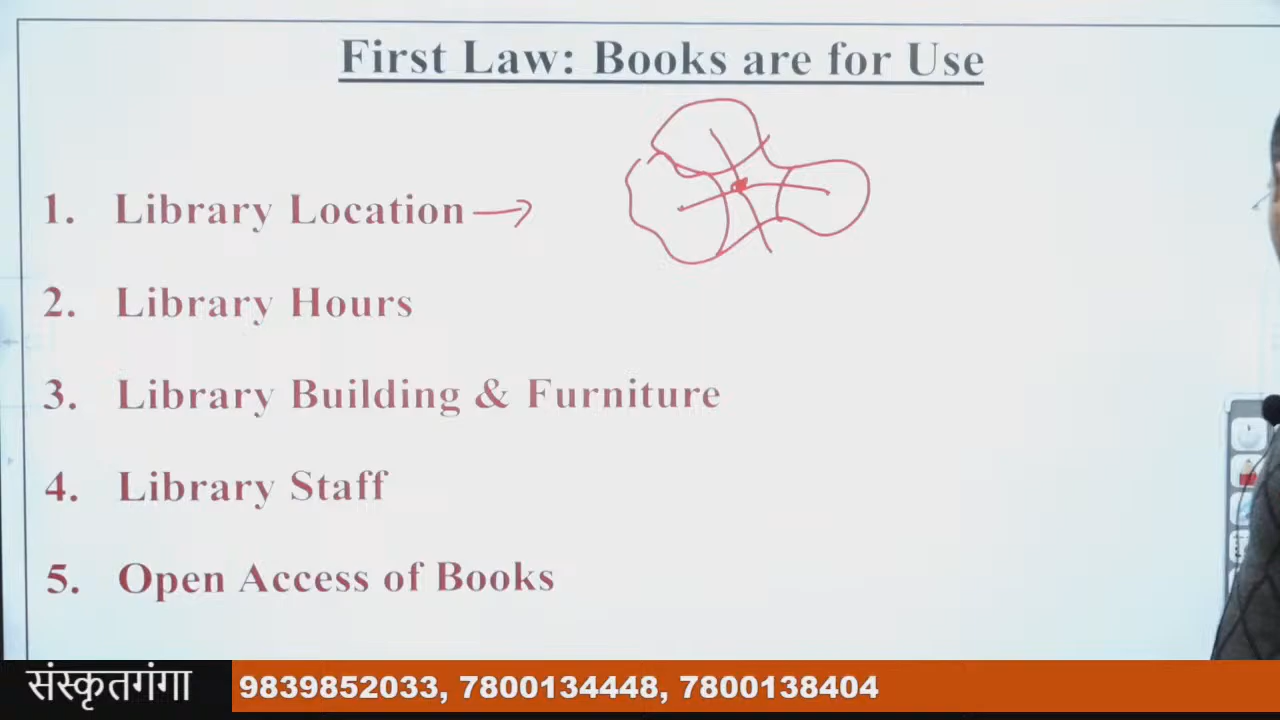 First Law: Books are for Use
1. Library Location
2. Library Hours
3. Library Building & Furniture
4. Library Staff
5. Open Access of Books
संस्कृतगंगा 9839852033, 7800134448, 7800138404